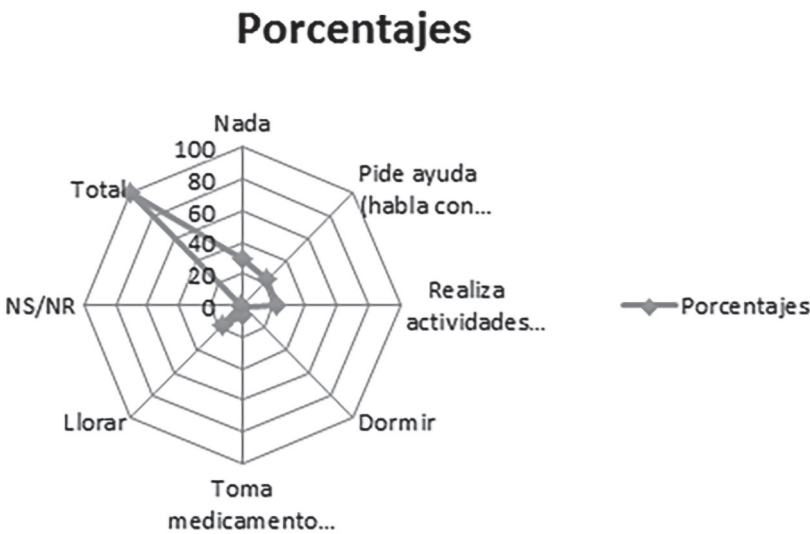 Porcentajes
Nada
Pide ayuda
(habla con...
Realiza
actividades...
Dormir
Toma
medicamento...
Llorar
NS/NR
Total
100
80
60
40
20
0
Porcentajes